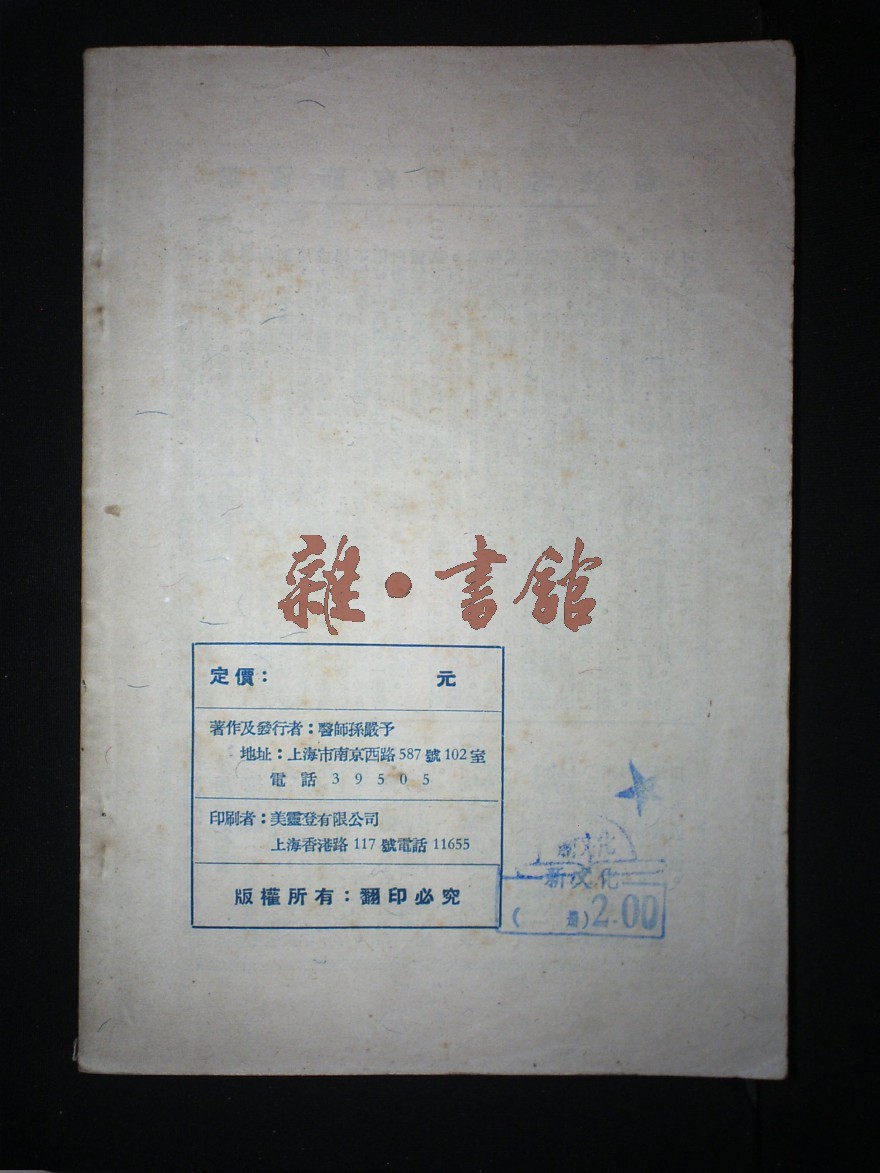 雜·書館
定價： 元
著作及發行者：醫師孫嚴予
地址：上海市南京西路587號102室
電話39505
印刷者：美靈登有限公司
上海香港路117號電話11655
版權所有：翻印必究
新文化
新文化
( 册)2.00